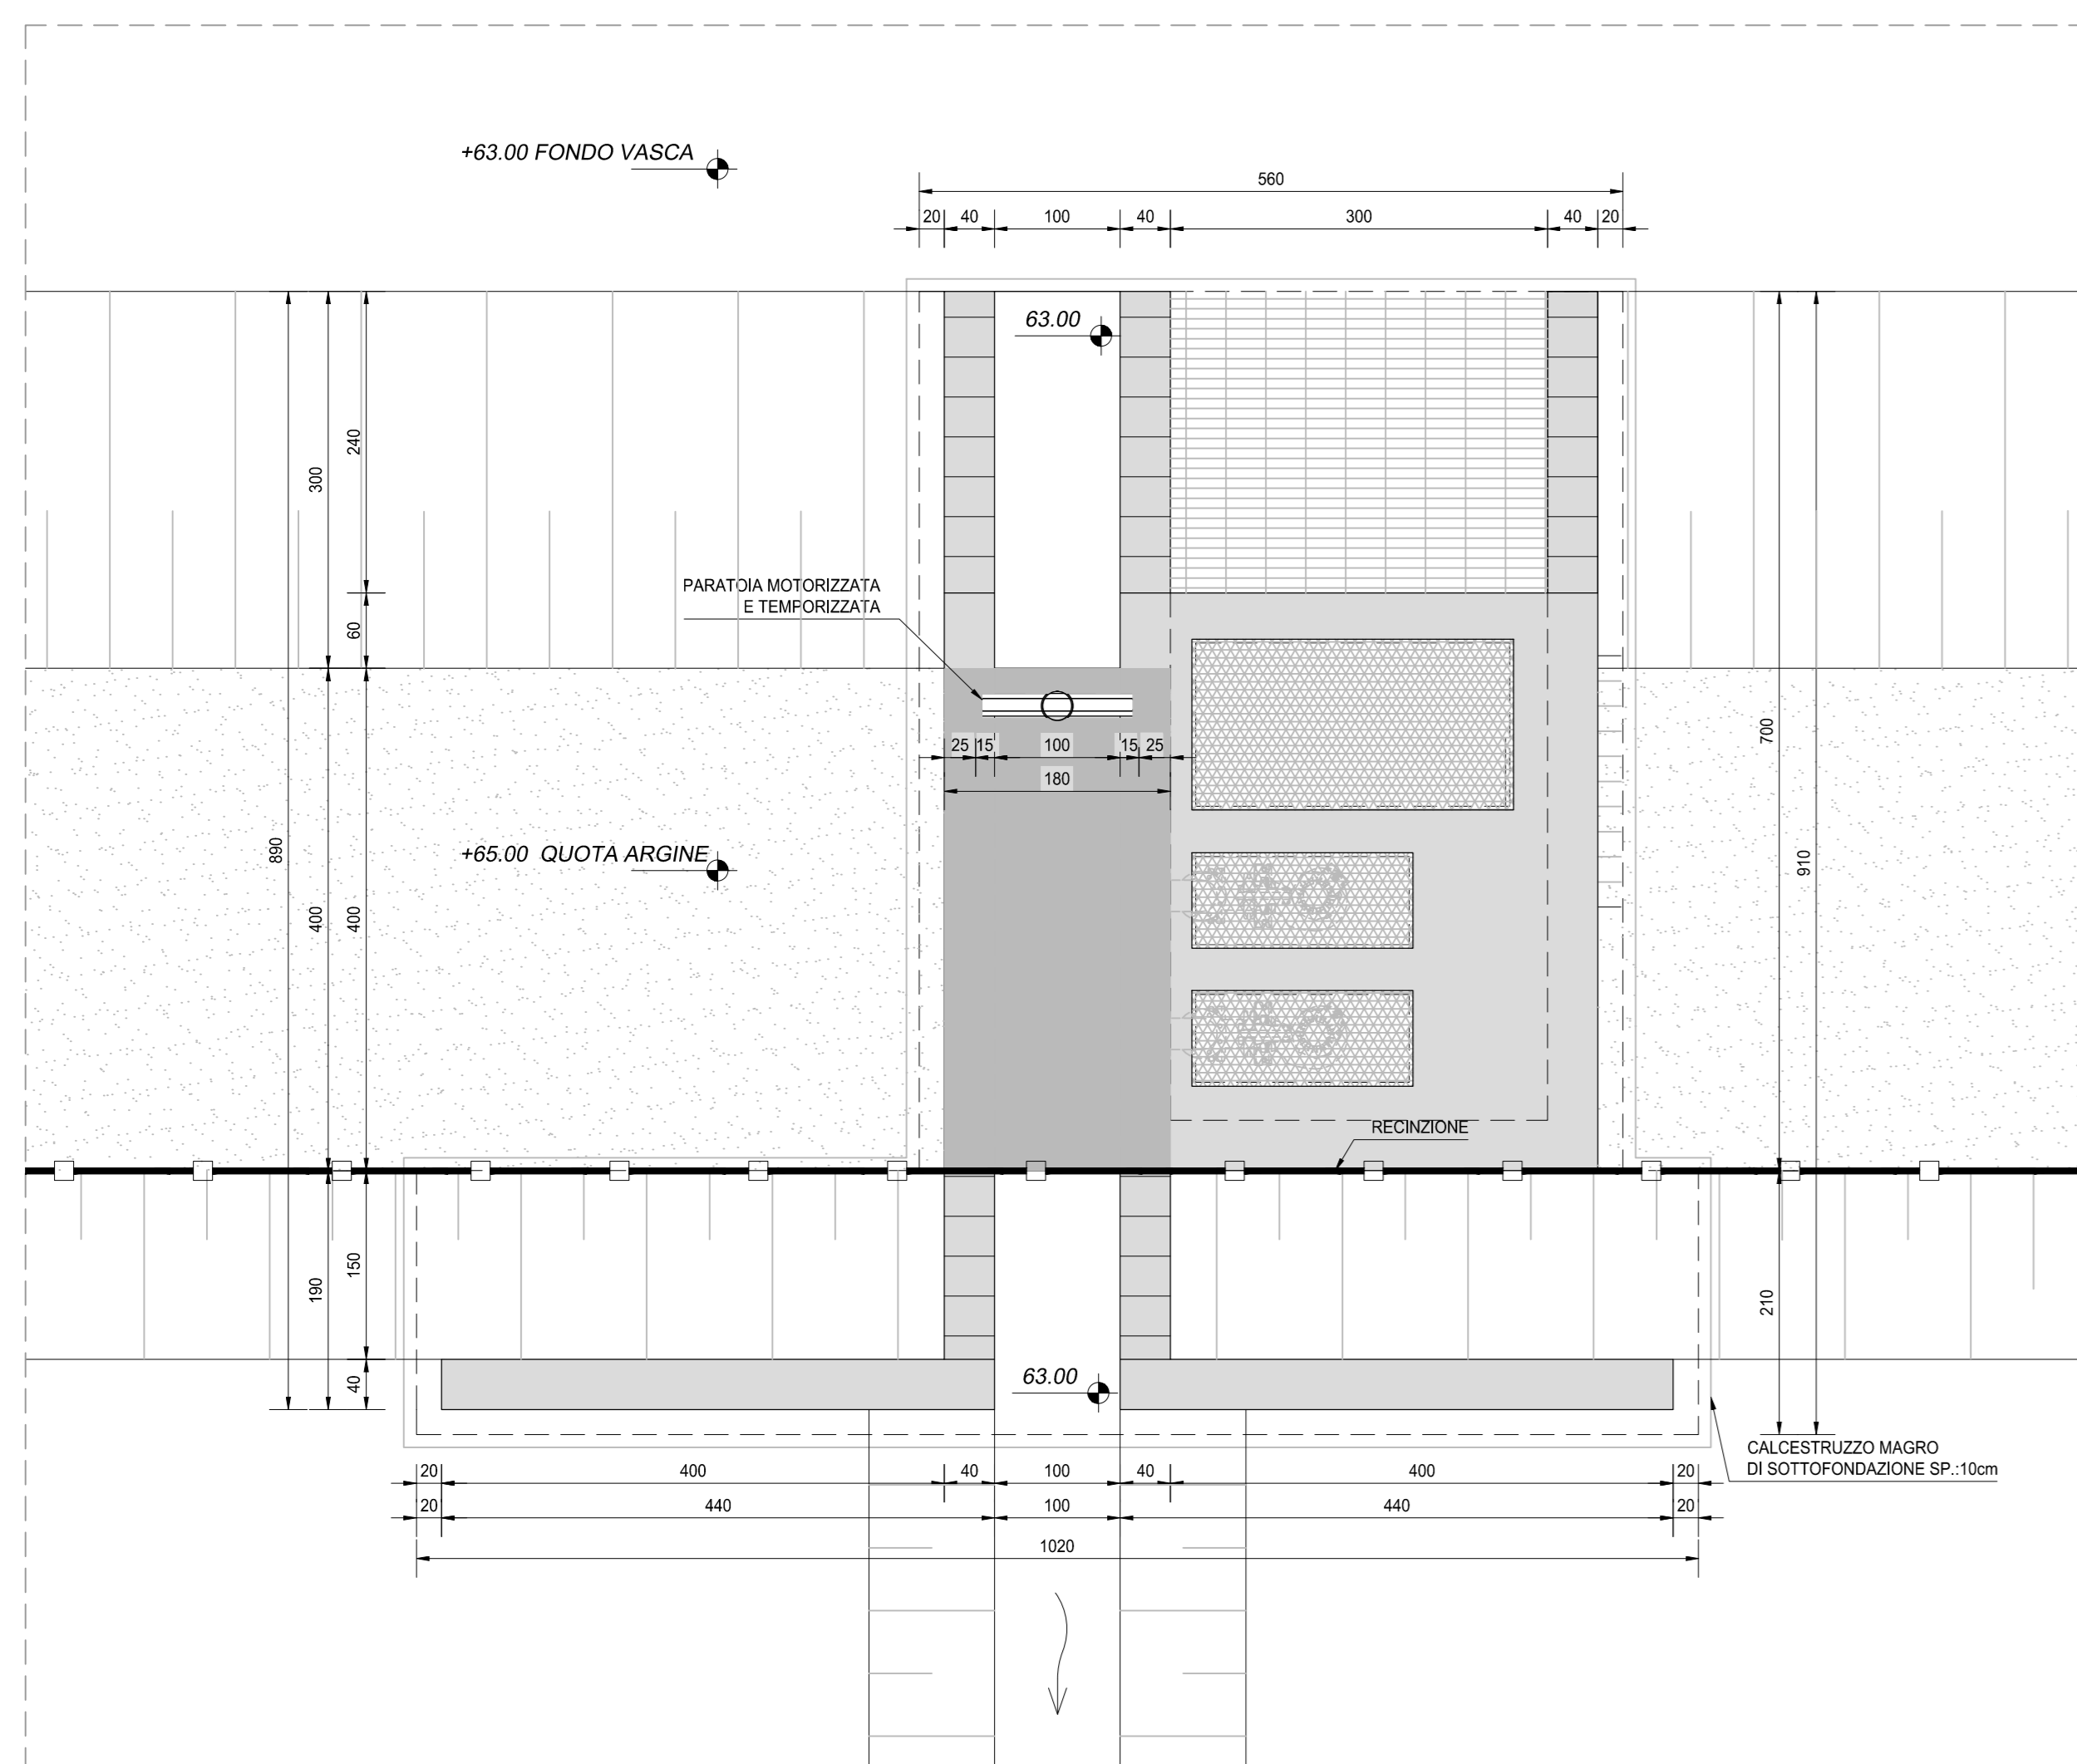 +63.00 FONDO VASCA
560
20 40 100 40 300 40 20
63.00
240
300
60
PARATOIA MOTORIZZATA
E TEMPORIZZATA
25 15 100 15 25
180
700
890
+65.00 QUOTA ARGINE
910
400 400
RECINZIONE
150
190
210
40
63.00
CALCESTRUZZO MAGRO
DI SOTTOFONDAZIONE SP.:10cm
20 400 40 100 40 400 20
20 440 100 440 20
1020